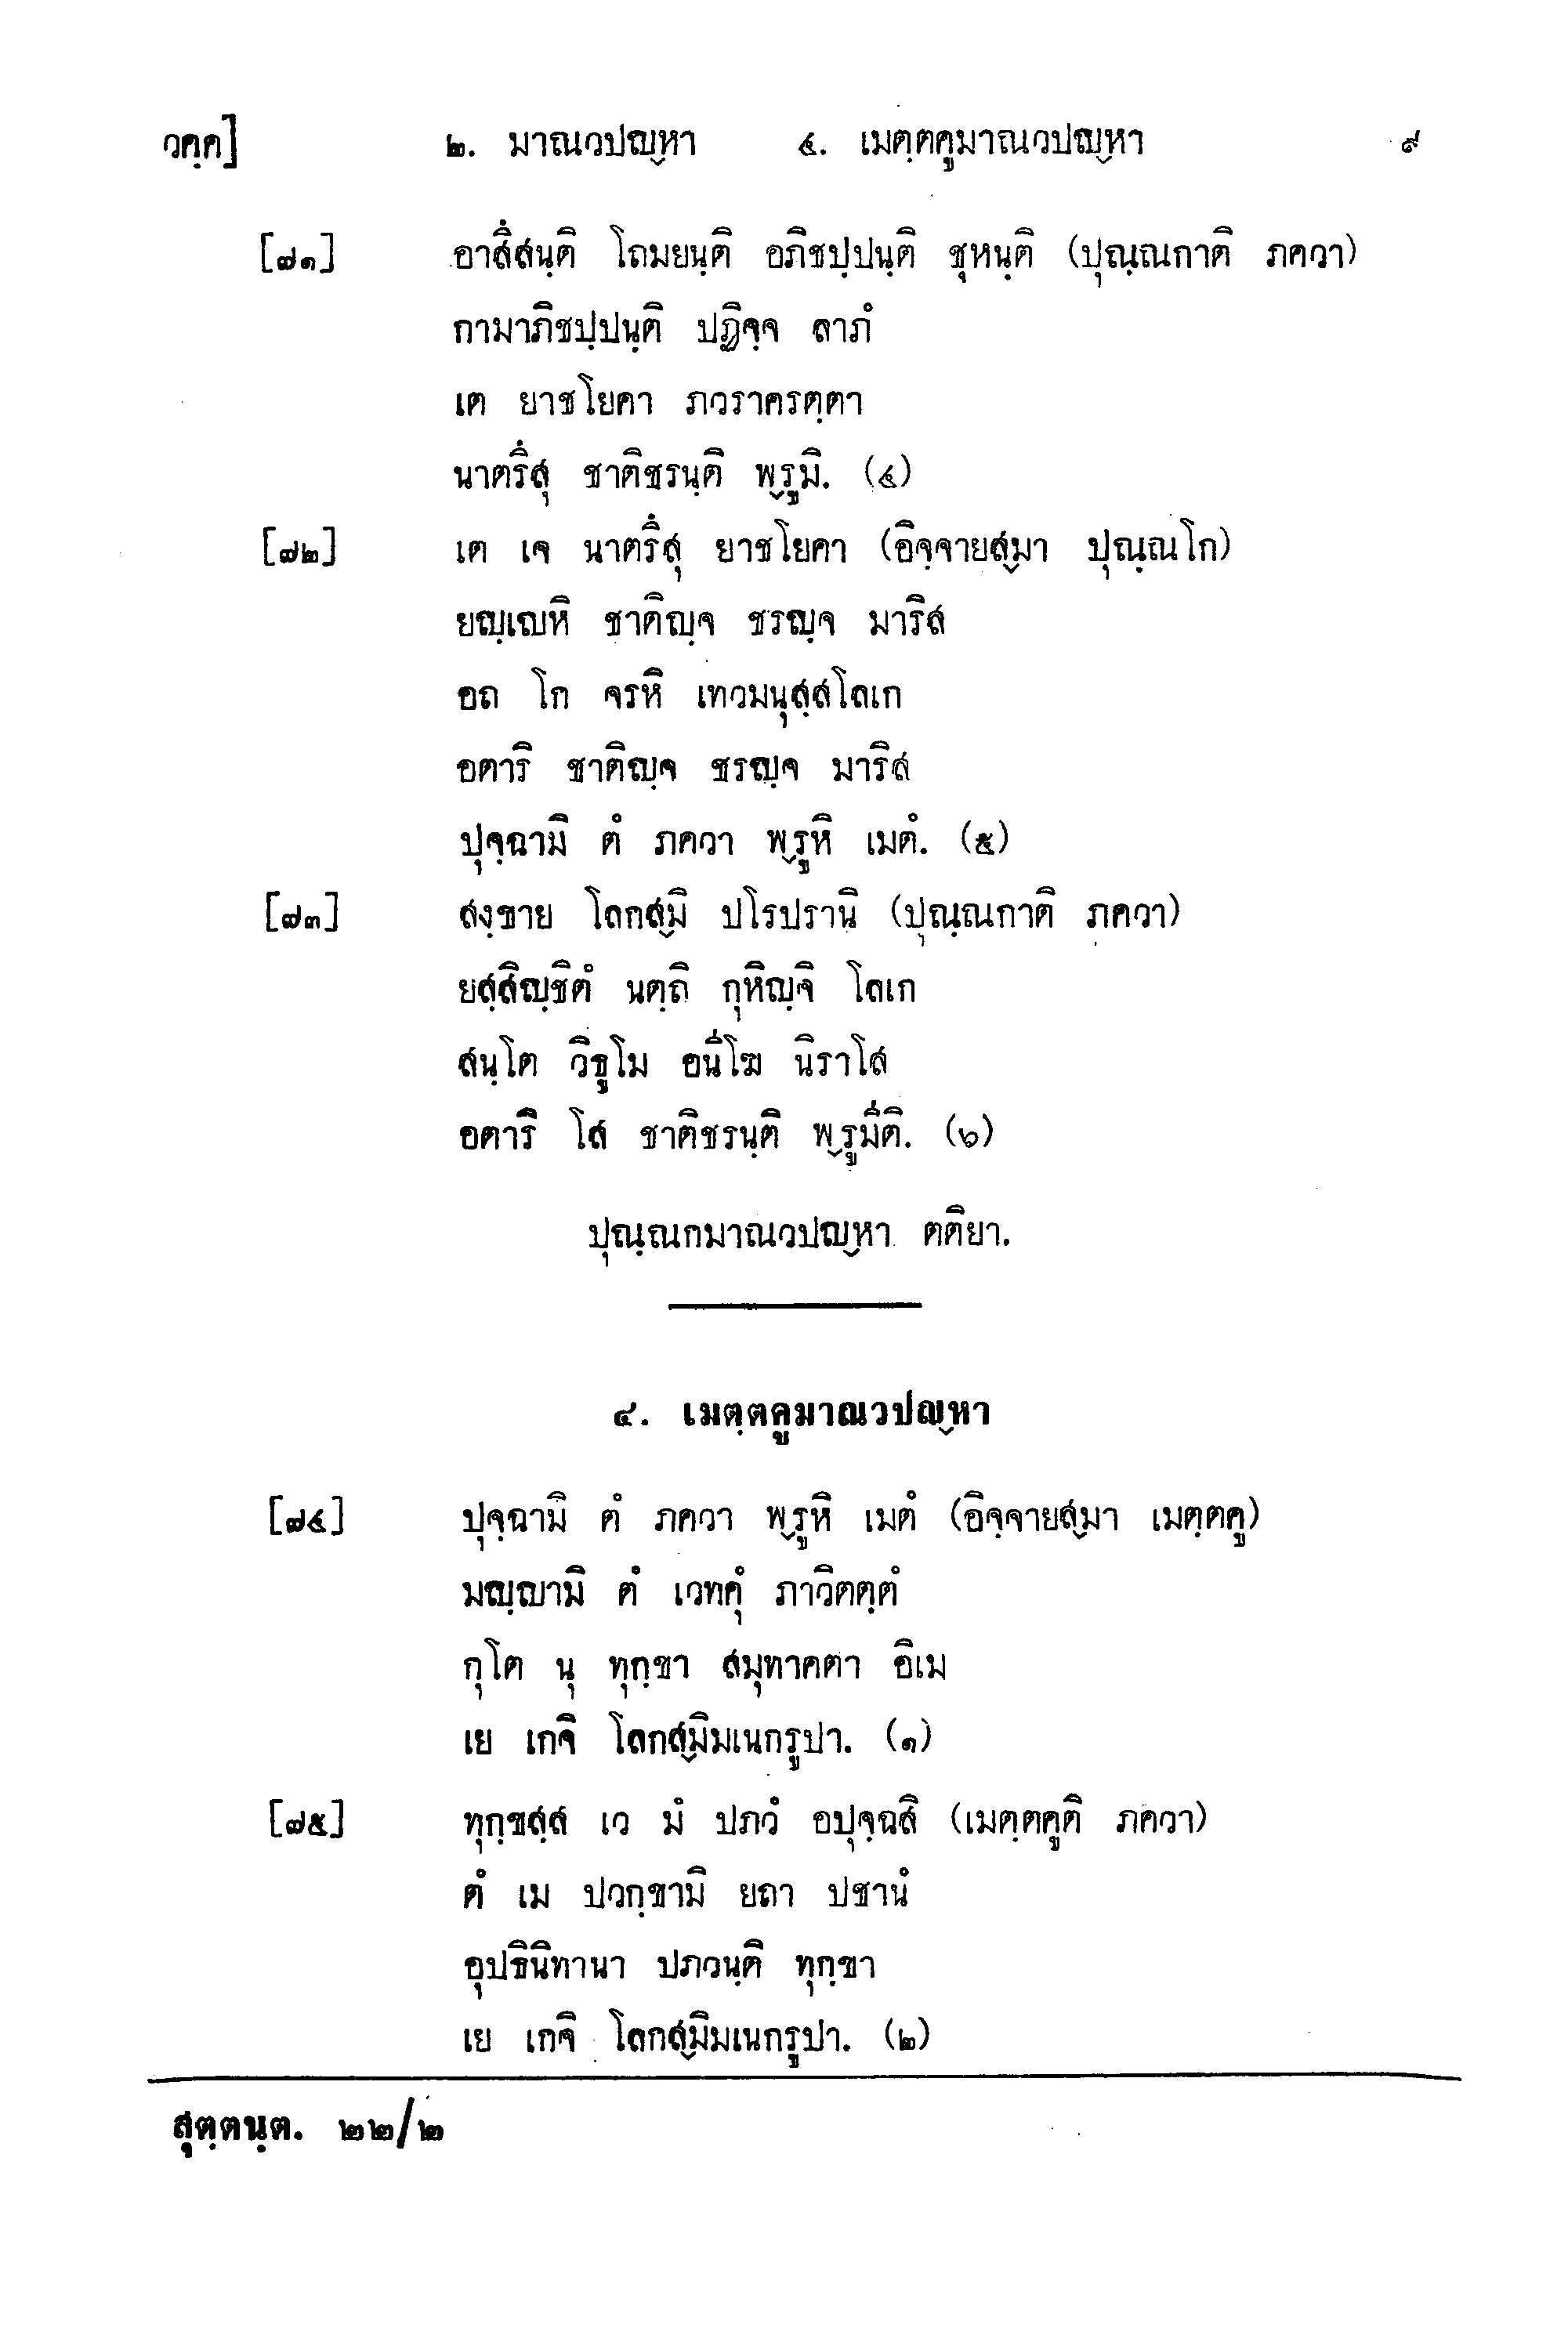 วคฺค]   ๒. มาณวปญฺหา   ๔. เมตฺตคูมาณวปญฺหา   ๙
[๗๑] อาสึสนฺติ โถมยนฺติ อภิชปฺปนฺติ ชุหนฺติ (ปุณฺณกาติ ภควา)
กามาภิชปฺปนฺติ ปฏิจฺจ ลาภํ
เต ยาชโยคา ภวราครตฺตา
นาตรึสุ ชาติชรนฺติ พฺรูมิ. (๔)
[๗๒] เต เจ นาตรึสุ ยาชโยคา (อิจฺจายสฺมา ปุณฺณโก)
ยญฺเญหิ ชาติญฺจ ชรญฺจ มาริส
อถ โก จรหิ เทวมนุสฺสโลเก
อตาริ ชาติญฺจ ชรญฺจ มาริส
ปุจฺฉามิ ตํ ภควา พฺรูหิ เมตํ. (๕)
[๗๓] สงฺขาย โลกสฺมิ ปโรปรานิ (ปุณฺณกาติ ภควา)
ยสฺสิญฺชิตํ นตฺถิ กุหิญฺจิ โลเก
สนฺโต วิธูโม อนีโฆ นิราโส
อตาริ โส ชาติชรนฺติ พฺรูมีติ. (๖)
ปุณฺณกมาณวปญฺหา ตติยา.
๔. เมตฺตคูมาณวปญฺหา
[๗๔] ปุจฺฉามิ ตํ ภควา พฺรูหิ เมตํ (อิจฺจายสฺมา เมตฺตคู)
มญฺญามิ ตํ เวทคุํ ภาวิตตฺตํ
กุโต นุ ทุกฺขา สมุทาคตา อิเม
เย เกจิ โลกสฺมิมเนกรูปา. (๑)
[๗๕] ทุกฺขสฺส เว มํ ปภวํ อปุจฺฉสิ (เมตฺตคูติ ภควา)
ตํ เม ปวกฺขามิ ยถา ปชานํ
อุปธินิทานา ปภวนฺติ ทุกฺขา
เย เกจิ โลกสฺมิมเนกรูปา. (๒)
สุตฺตนฺต. ๒๒/๒